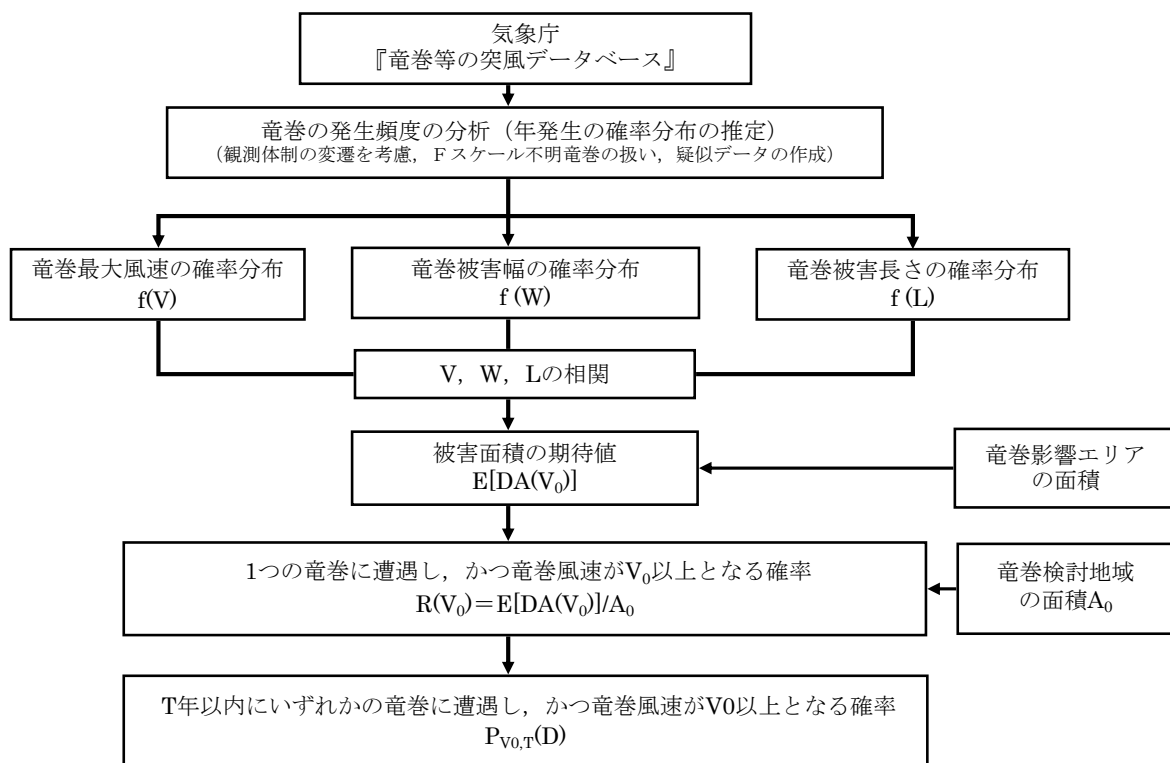 気象庁
『竜巻等の突風データベース』
竜巻の発生頻度の分析（年発生の確率分布の推定）
（観測体制の変遷を考慮，Ｆスケール不明竜巻の扱い，疑似データの作成）
竜巻最大風速の確率分布
f(V)
竜巻被害幅の確率分布
f (W)
竜巻被害長さの確率分布
f (L)
V，W，Lの相関
被害面積の期待値
E[DA(V₀)]
竜巻影響エリア
の面積
1つの竜巻に遭遇し，かつ竜巻風速がV₀以上となる確率
R(V₀)＝E[DA(V₀)]/A₀
竜巻検討地域
の面積A₀
T年以内にいずれかの竜巻に遭遇し，かつ竜巻風速がV0以上となる確率
P_{V0,T}(D)